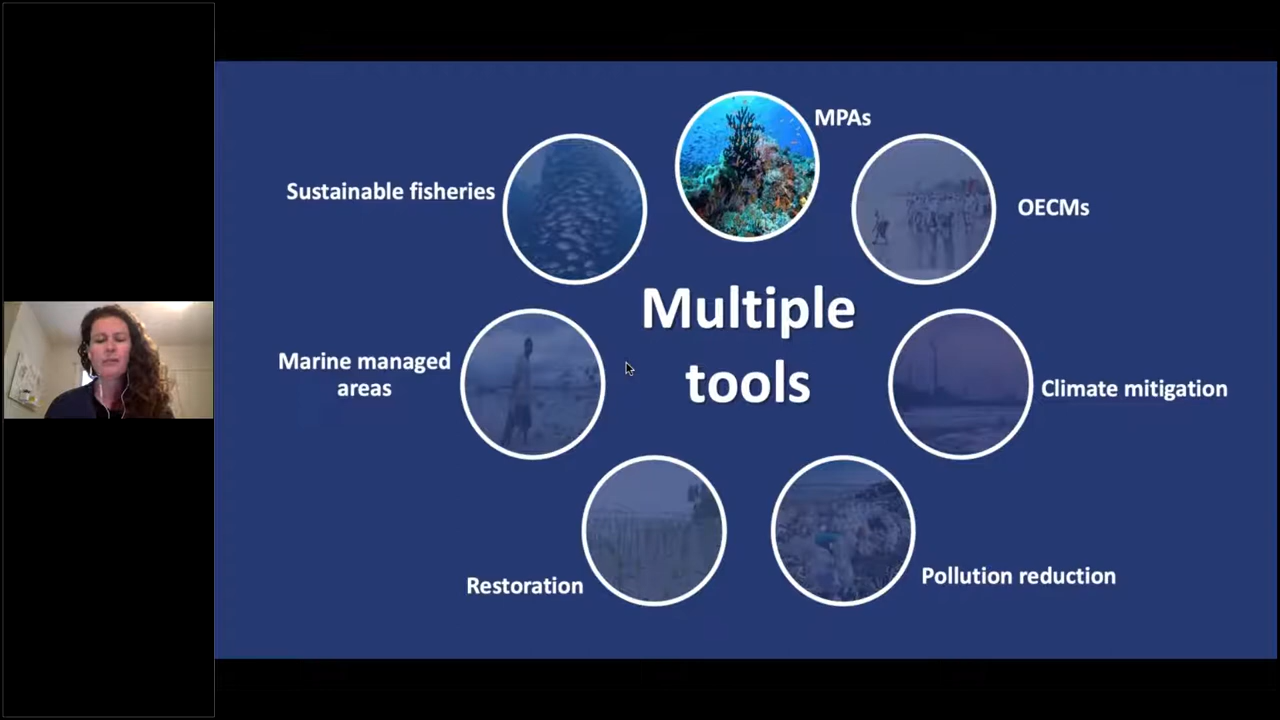 MPAs
Sustainable fisheries
OECMs
Multiple
tools
Marine managed
areas
Climate mitigation
Restoration
Pollution reduction